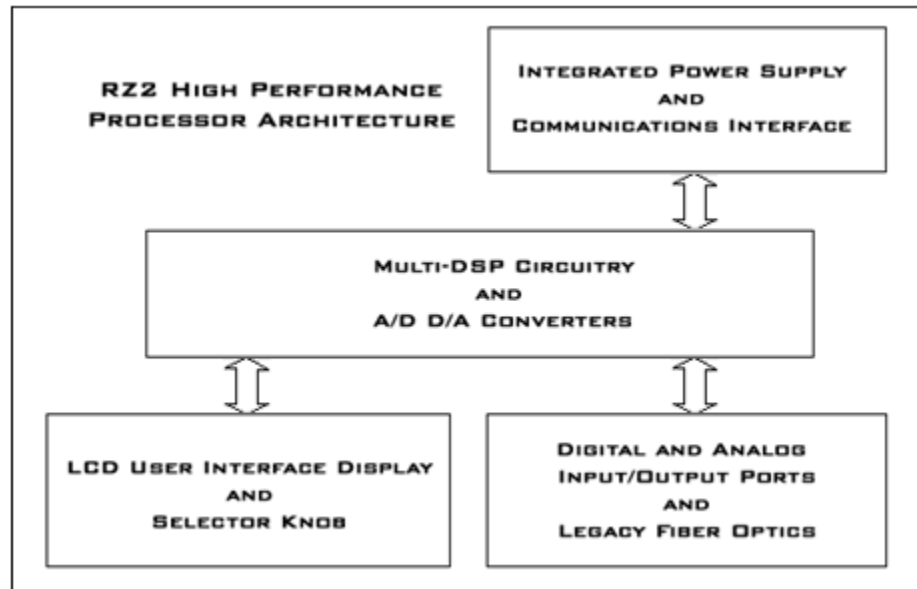 RZ2 High Performance
Processor Architecture
Integrated Power Supply
and
Communications Interface
Multi-DSP Circuitry
and
A/D D/A Converters
LCD User Interface Display
and
Selector Knob
Digital and Analog
Input/Output Ports
and
Legacy Fiber Optics